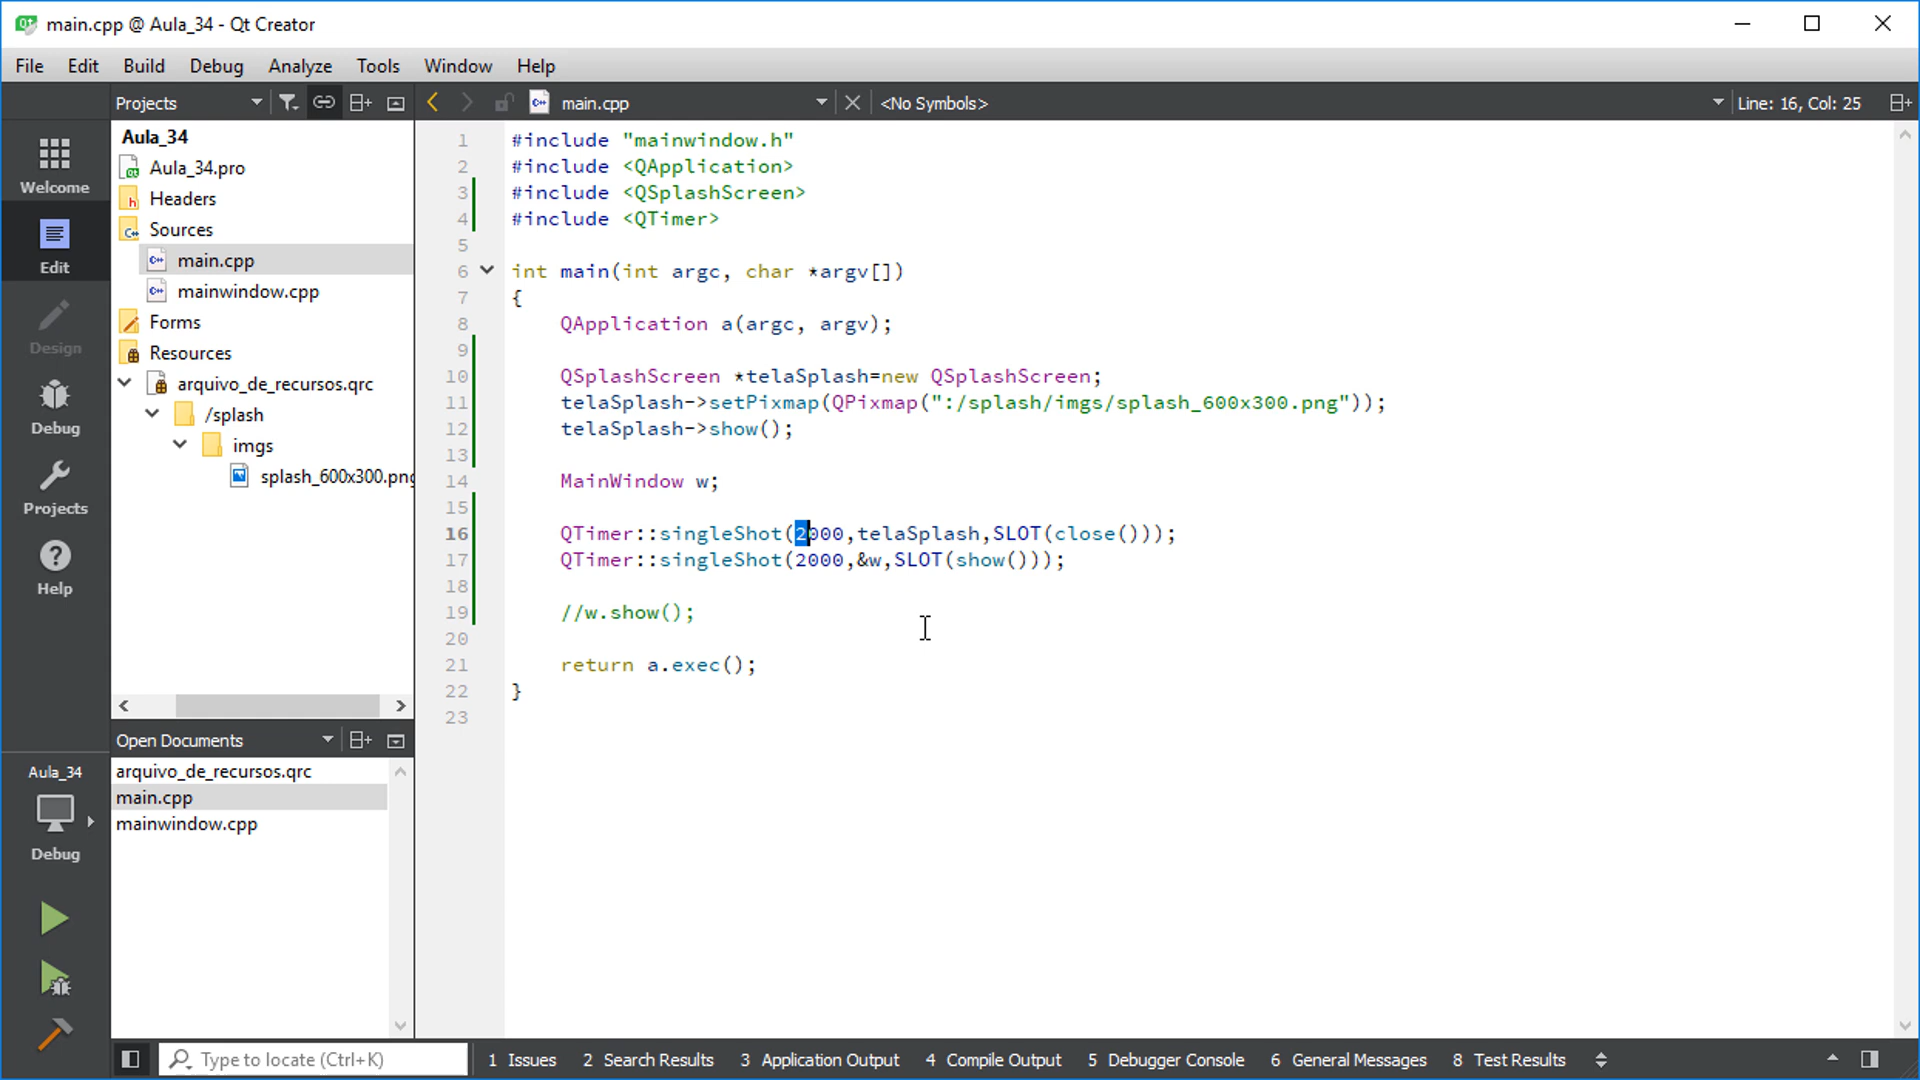 main.cpp @ Aula_34 - Qt Creator
File Edit Build Debug Analyze Tools Window Help
Projects
main.cpp
<No Symbols>
Line: 16, Col: 25
Welcome
Edit
Design
Debug
Projects
Help
Aula_34
Debug
Aula_34
Aula_34.pro
Headers
Sources
main.cpp
mainwindow.cpp
Forms
Resources
arquivo_de_recursos.qrc
/splash
imgs
splash_600x300.png
Open Documents
arquivo_de_recursos.qrc
main.cpp
mainwindow.cpp
1 #include "mainwindow.h"
2 #include <QApplication>
3 #include <QSplashScreen>
4 #include <QTimer>
5
6 int main(int argc, char *argv[])
7 {
8 QApplication a(argc, argv);
9
10 QSplashScreen *telaSplash=new QSplashScreen;
11 telaSplash->setPixmap(QPixmap(":/splash/imgs/splash_600x300.png"));
12 telaSplash->show();
13
14 MainWindow w;
15
16 QTimer::singleShot(2000,telaSplash,SLOT(close()));
17 QTimer::singleShot(2000,&w,SLOT(show()));
18
19 //w.show();
20
21 return a.exec();
22 }
23
Type to locate (Ctrl+K)
1 Issues 2 Search Results 3 Application Output 4 Compile Output 5 Debugger Console 6 General Messages 8 Test Results